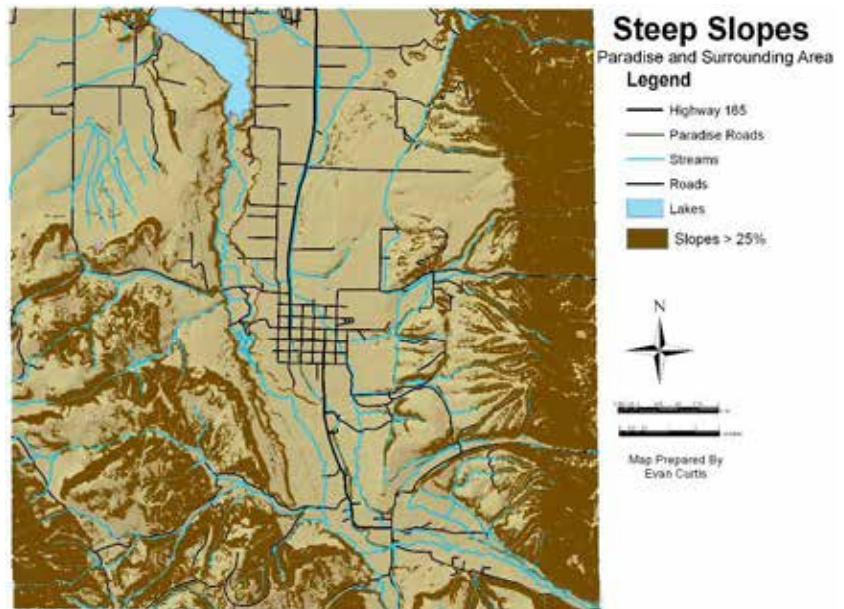 Steep Slopes
Paradise and Surrounding Area
Legend
Highway 165
Paradise Roads
Streams
Roads
Lakes
Slopes > 25%
N
Map Prepared By
Evan Curtis